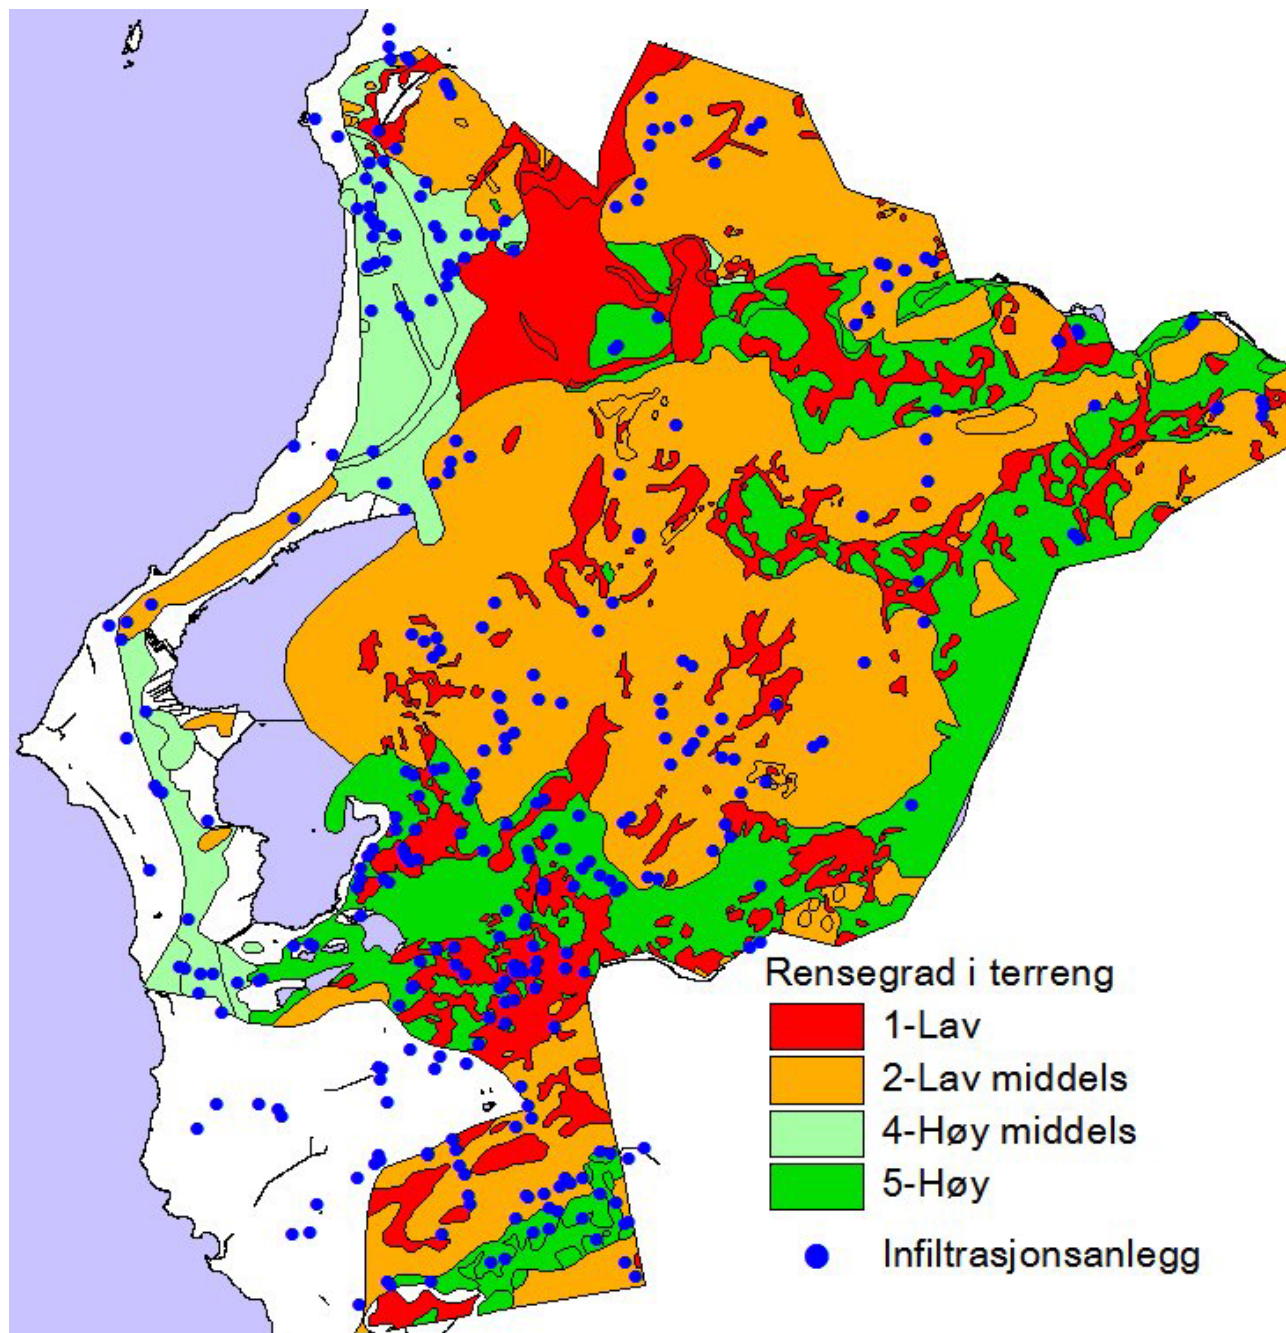 Rensegrad i terreng
1-Lav
2-Lav middels
4-Høy middels
5-Høy
Infiltrasjonsanlegg